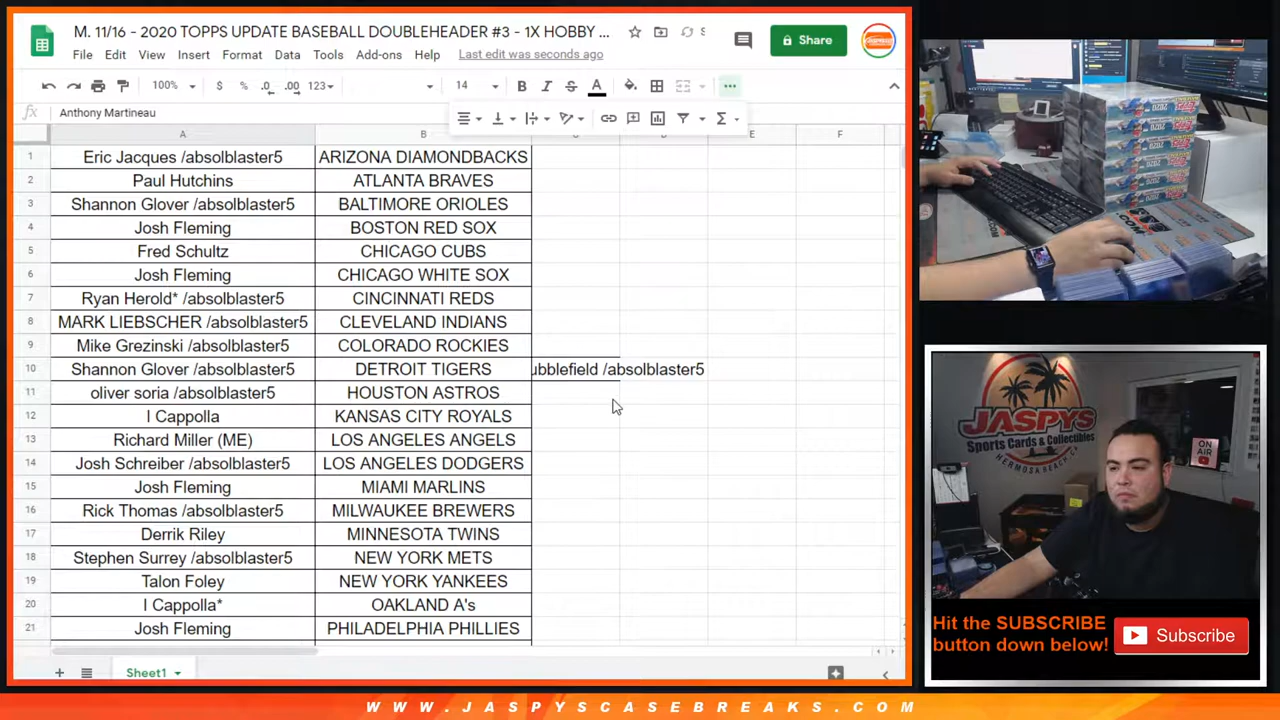 M. 11/16 - 2020 TOPPS UPDATE BASEBALL DOUBLEHEADER #3 - 1X HOBBY ...
File Edit View Insert Format Data Tools Add-ons Help Last edit was seconds ago
Share
100% $ % .0 .00 123 14 B I S A
fx Anthony Martineau
A B C D E F
1 Eric Jacques /absolblaster5 ARIZONA DIAMONDBACKS
2 Paul Hutchins ATLANTA BRAVES
3 Shannon Glover /absolblaster5 BALTIMORE ORIOLES
4 Josh Fleming BOSTON RED SOX
5 Fred Schultz CHICAGO CUBS
6 Josh Fleming CHICAGO WHITE SOX
7 Ryan Herold* /absolblaster5 CINCINNATI REDS
8 MARK LIEBSCHER /absolblaster5 CLEVELAND INDIANS
9 Mike Grezinski /absolblaster5 COLORADO ROCKIES
10 Shannon Glover /absolblaster5 DETROIT TIGERS ubblefield /absolblaster5
11 oliver soria /absolblaster5 HOUSTON ASTROS
12 I Cappolla KANSAS CITY ROYALS
13 Richard Miller (ME) LOS ANGELES ANGELS
14 Josh Schreiber /absolblaster5 LOS ANGELES DODGERS
15 Josh Fleming MIAMI MARLINS
16 Rick Thomas /absolblaster5 MILWAUKEE BREWERS
17 Derrik Riley MINNESOTA TWINS
18 Stephen Surrey /absolblaster5 NEW YORK METS
19 Talon Foley NEW YORK YANKEES
20 I Cappolla* OAKLAND A's
21 Josh Fleming PHILADELPHIA PHILLIES
Sheet1
JASPYS
Sports Cards & Collectibles
HERMOSA BEACH, CA
ON
AIR
Hit the SUBSCRIBE
button down below!
Subscribe
WWW.JASPYSCASEBREAKS.COM